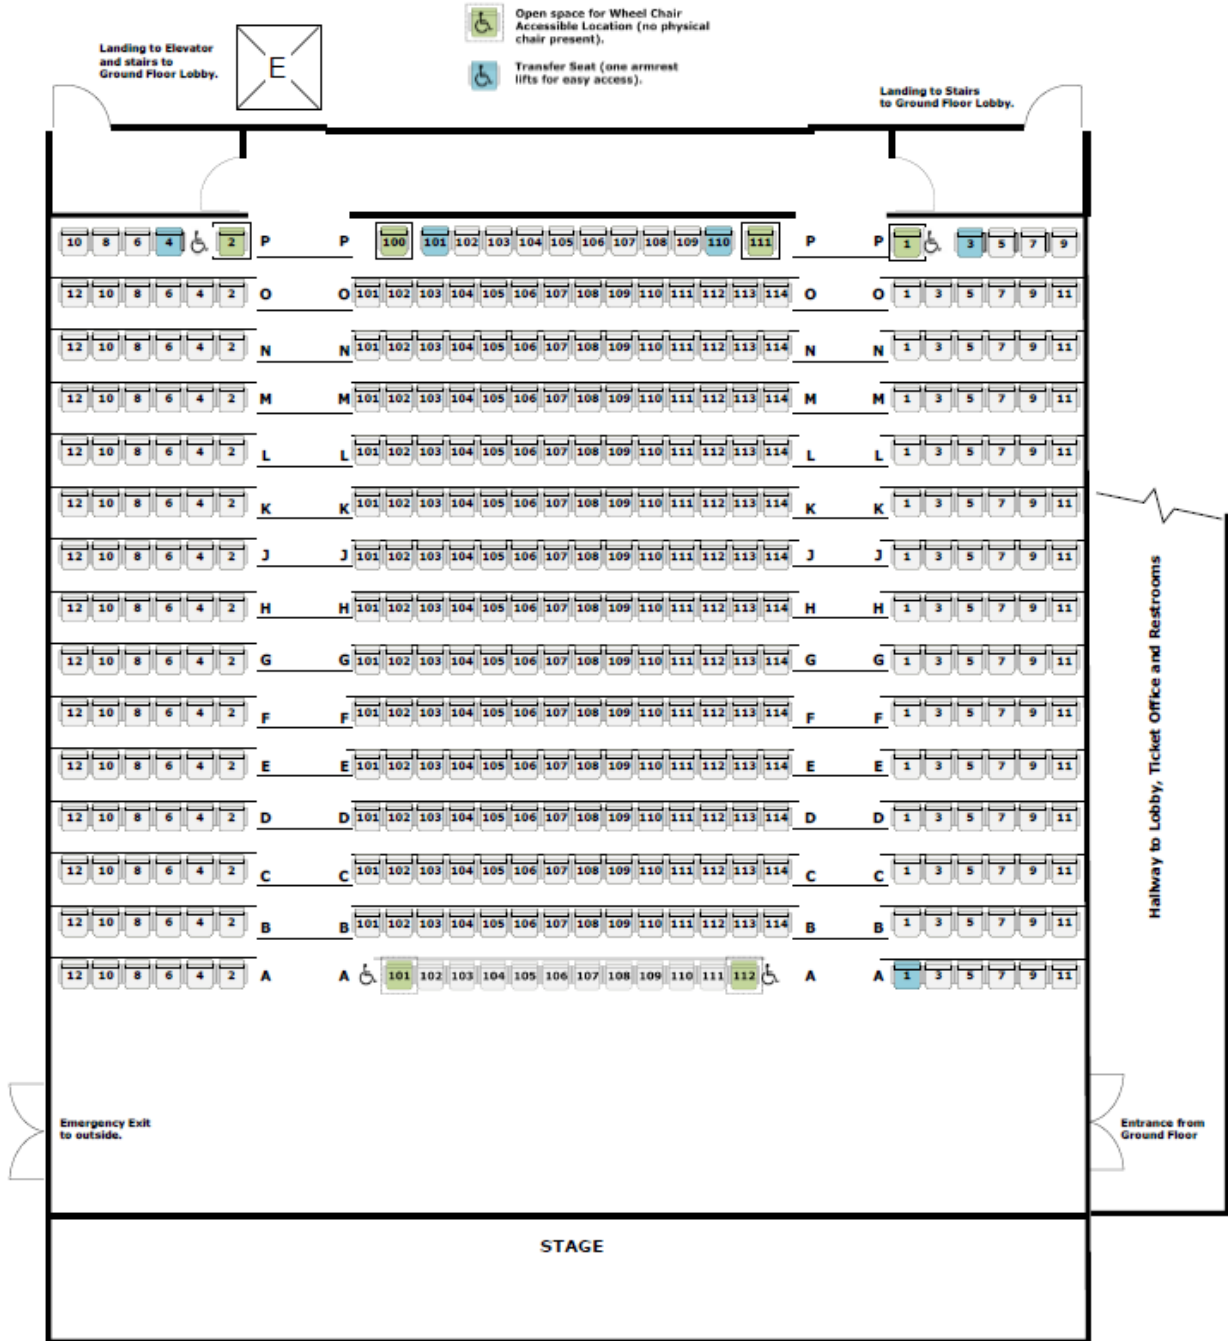 Open space for Wheel Chair
Accessible Location (no physical
chair present).
Landing to Elevator
and stairs to
Ground Floor Lobby.
E
Transfer Seat (one armrest
lifts for easy access).
Landing to Stairs
to Ground Floor Lobby.
10 8 6 4 2 P P 100 101 102 103 104 105 106 107 108 109 110 111 P P 1 3 5 7 9
12 10 8 6 4 2 O O 101 102 103 104 105 106 107 108 109 110 111 112 113 114 O O 1 3 5 7 9 11
12 10 8 6 4 2 N N 101 102 103 104 105 106 107 108 109 110 111 112 113 114 N N 1 3 5 7 9 11
12 10 8 6 4 2 M M 101 102 103 104 105 106 107 108 109 110 111 112 113 114 M M 1 3 5 7 9 11
12 10 8 6 4 2 L L 101 102 103 104 105 106 107 108 109 110 111 112 113 114 L L 1 3 5 7 9 11
12 10 8 6 4 2 K K 101 102 103 104 105 106 107 108 109 110 111 112 113 114 K K 1 3 5 7 9 11
12 10 8 6 4 2 J J 101 102 103 104 105 106 107 108 109 110 111 112 113 114 J J 1 3 5 7 9 11
12 10 8 6 4 2 H H 101 102 103 104 105 106 107 108 109 110 111 112 113 114 H H 1 3 5 7 9 11
12 10 8 6 4 2 G G 101 102 103 104 105 106 107 108 109 110 111 112 113 114 G G 1 3 5 7 9 11
12 10 8 6 4 2 F F 101 102 103 104 105 106 107 108 109 110 111 112 113 114 F F 1 3 5 7 9 11
12 10 8 6 4 2 E E 101 102 103 104 105 106 107 108 109 110 111 112 113 114 E E 1 3 5 7 9 11
12 10 8 6 4 2 D D 101 102 103 104 105 106 107 108 109 110 111 112 113 114 D D 1 3 5 7 9 11
12 10 8 6 4 2 C C 101 102 103 104 105 106 107 108 109 110 111 112 113 114 C C 1 3 5 7 9 11
12 10 8 6 4 2 B B 101 102 103 104 105 106 107 108 109 110 111 112 113 114 B B 1 3 5 7 9 11
12 10 8 6 4 2 A A 101 102 103 104 105 106 107 108 109 110 111 112 A A 1 3 5 7 9 11
Hallway to Lobby, Ticket Office and Restrooms
Emergency Exit
to outside.
Entrance from
Ground Floor
STAGE